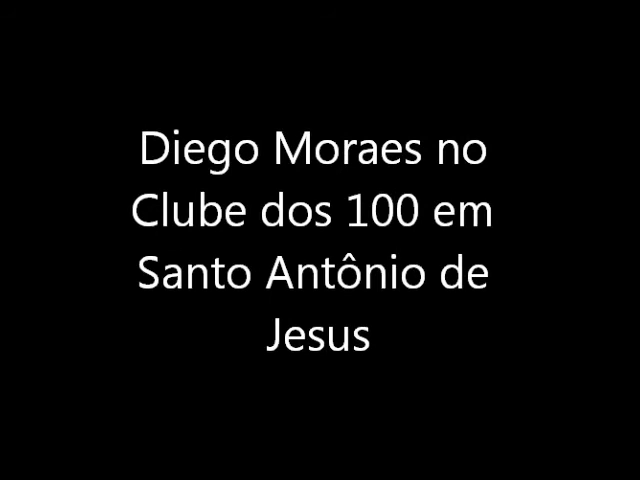 Diego Moraes no
Clube dos 100 em
Santo Antônio de
Jesus